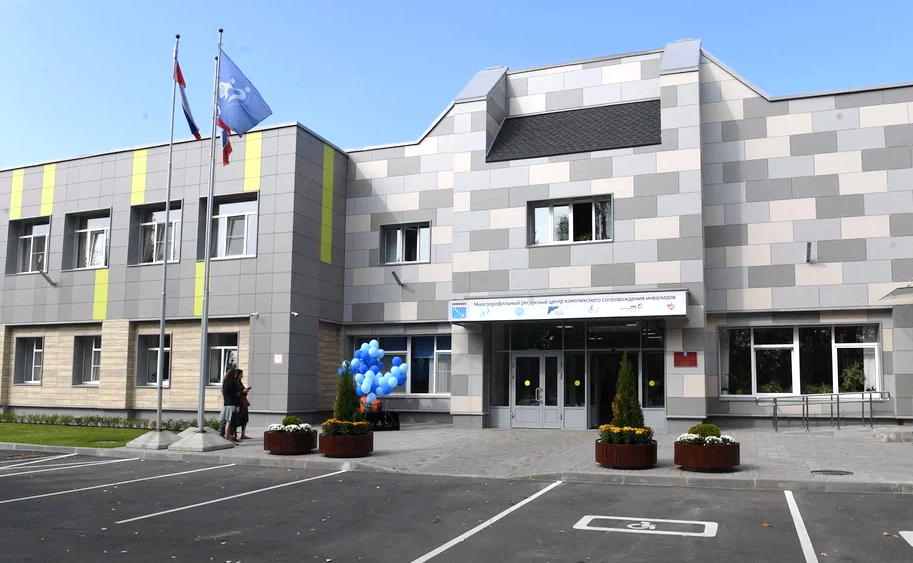 Многопрофильный ресурсный центр комплексного сопровождения инвалидов